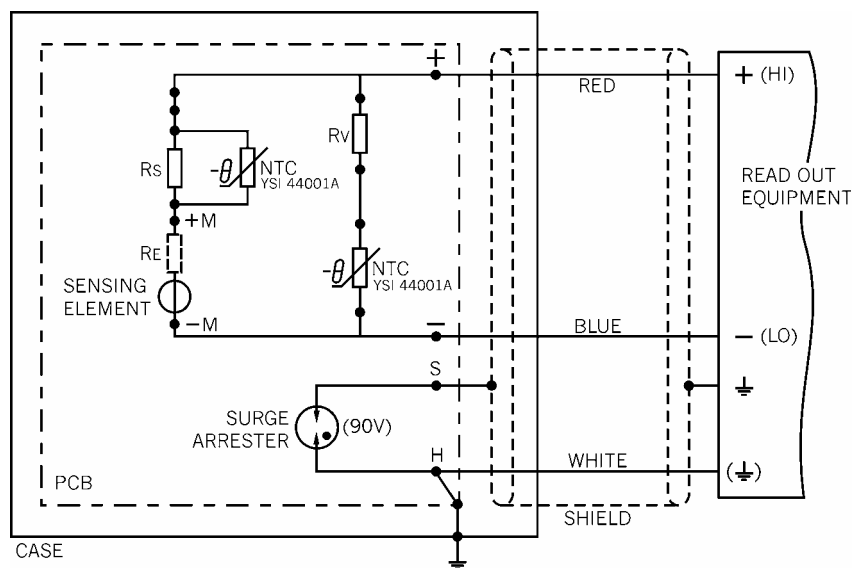 +
RED
+ (HI)
Rv
Rs
-θ NTC
YSI 44001A
READ OUT
EQUIPMENT
+M
RE
-θ NTC
YSI 44001A
SENSING
ELEMENT
−M
−
BLUE
− (LO)
S
SURGE
ARRESTER
(90V)
H
WHITE
( )
PCB
SHIELD
CASE